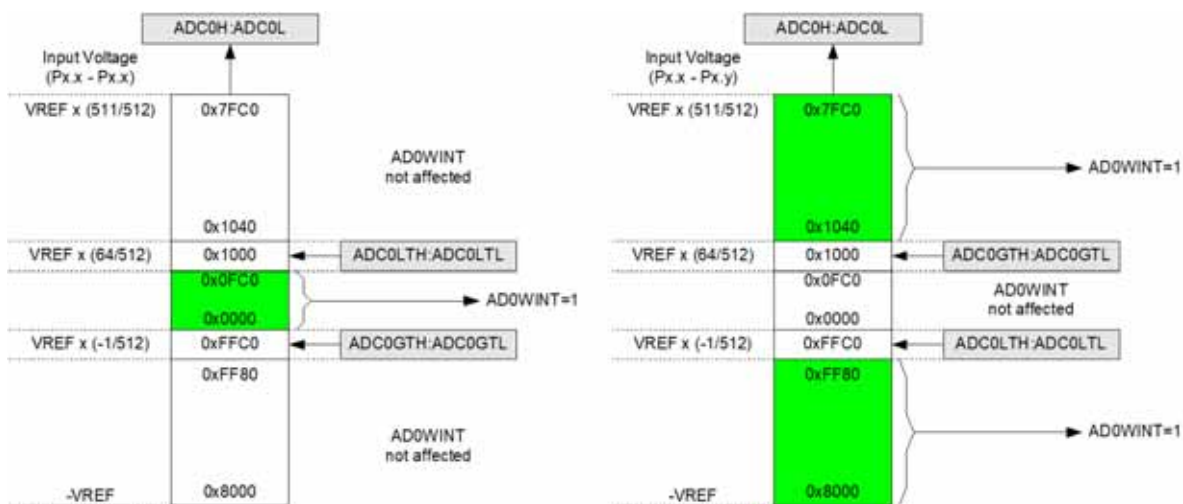 ADC0H:ADC0L
Input Voltage
(Px.x - Px.x)
VREF x (511/512)
0x7FC0
AD0WINT
not affected
0x1040
VREF x (64/512)
0x1000
ADC0LTH:ADC0LTL
0x0FC0
AD0WINT=1
0x0000
VREF x (-1/512)
0xFFC0
ADC0GTH:ADC0GTL
0xFF80
AD0WINT
not affected
-VREF
0x8000
ADC0H:ADC0L
Input Voltage
(Px.x - Px.y)
VREF x (511/512)
0x7FC0
AD0WINT=1
0x1040
VREF x (64/512)
0x1000
ADC0GTH:ADC0GTL
0x0FC0
AD0WINT
not affected
0x0000
VREF x (-1/512)
0xFFC0
ADC0LTH:ADC0LTL
0xFF80
AD0WINT=1
-VREF
0x8000